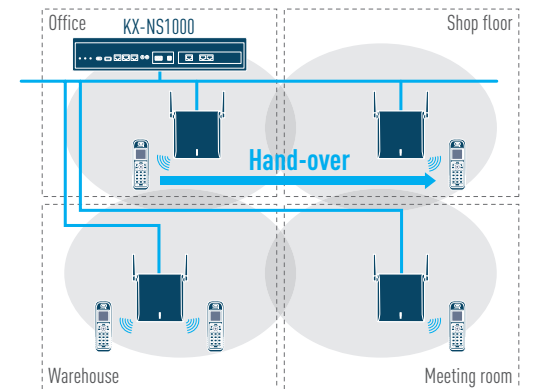 Office
KX-NS1000
Shop floor
Hand-over
Warehouse
Meeting room